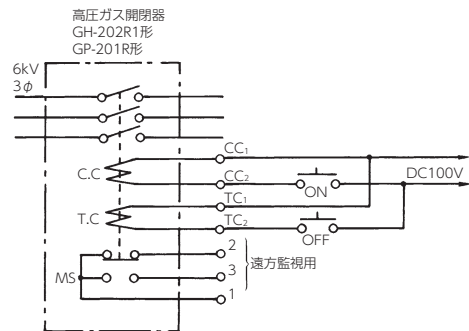 高圧ガス開閉器
GH-202R1形
GP-201R形
6kV
3φ
CC₁
C.C
CC₂
ON
DC100V
TC₁
T.C
TC₂
OFF
2
遠方監視用
MS
3
1